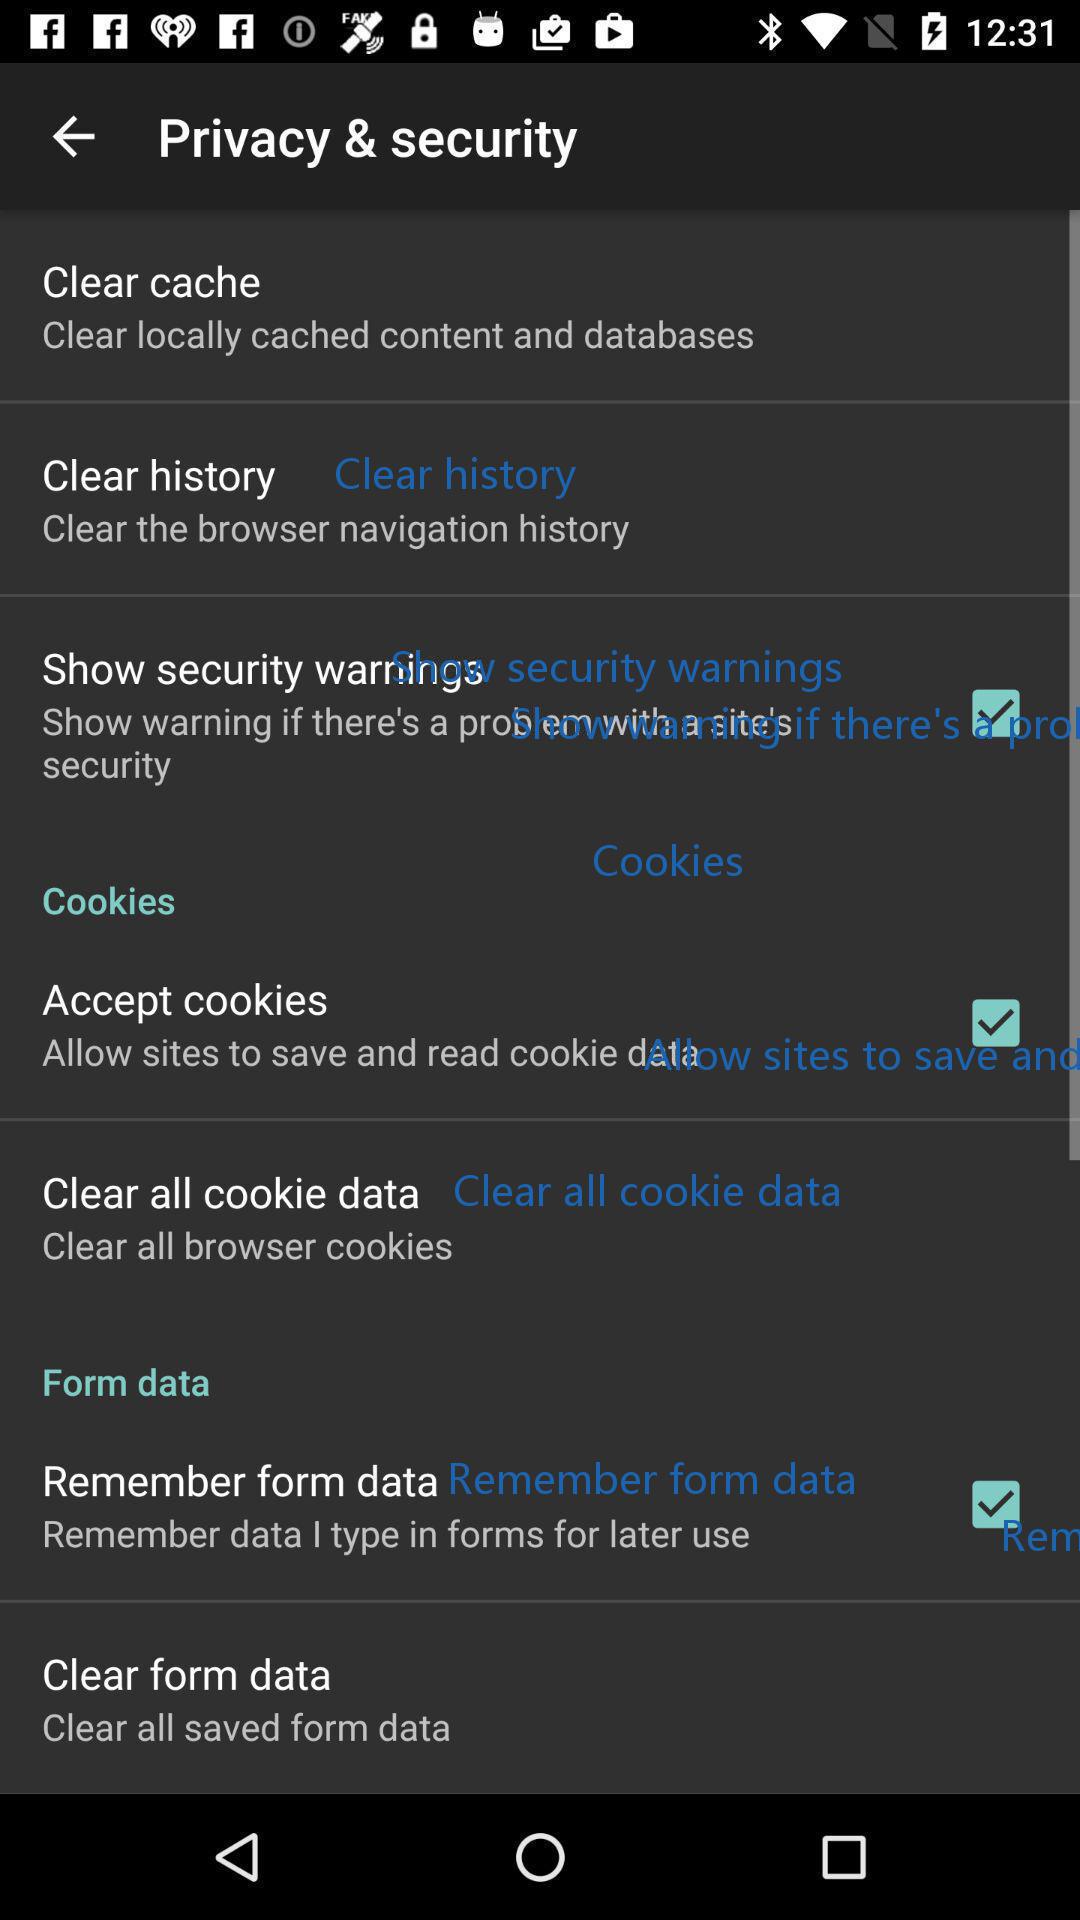 FAKE
12:31
Privacy & security
Clear cache
Clear locally cached content and databases
Clear history Clear history
Clear the browser navigation history
Show security warnings Show security warnings
Show warning if there's a problem with a site's Show warning if there's a prob
security
Cookies
Cookies
Accept cookies
Allow sites to save and read cookie data Allow sites to save and
Clear all cookie data Clear all cookie data
Clear all browser cookies
Form data
Remember form data Remember form data
Remember data I type in forms for later use Rem
Clear form data
Clear all saved form data